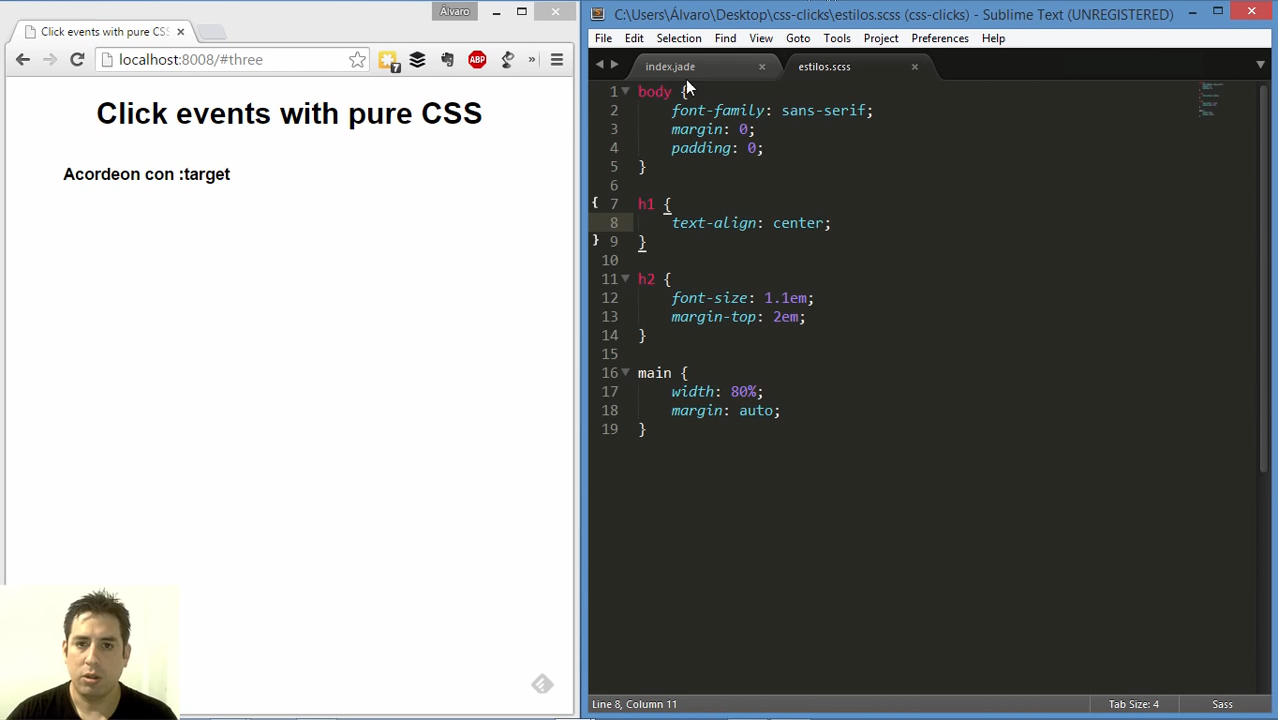 Álvaro
Click events with pure CSS
localhost:8008/#three
7
ABP
»
Click events with pure CSS
Acordeon con :target
C:\Users\Álvaro\Desktop\css-clicks\estilos.scss (css-clicks) - Sublime Text (UNREGISTERED)
File Edit Selection Find View Goto Tools Project Preferences Help
index.jade estilos.scss
1 body {
2 font-family: sans-serif;
3 margin: 0;
4 padding: 0;
5 }
6
{ 7 h1 {
8 text-align: center;
} 9 }
10
11 h2 {
12 font-size: 1.1em;
13 margin-top: 2em;
14 }
15
16 main {
17 width: 80%;
18 margin: auto;
19 }
Line 8, Column 11 Tab Size: 4 Sass